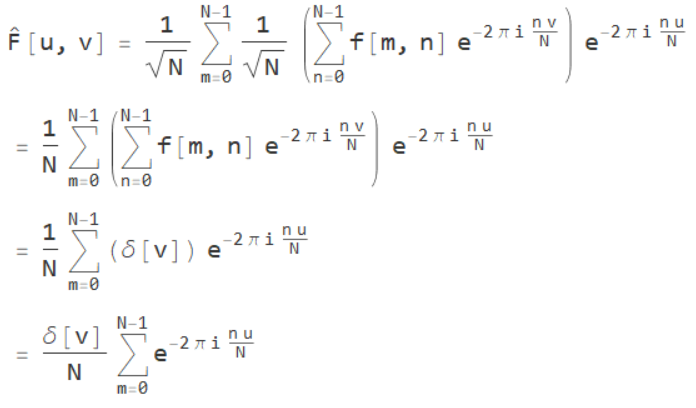 F̂[u, v] = 1/√N ∑_{m=0}^{N-1} 1/√N (∑_{n=0}^{N-1} f[m, n] e^{-2 π i (n v)/N}) e^{-2 π i (n u)/N}
= 1/N ∑_{m=0}^{N-1} (∑_{n=0}^{N-1} f[m, n] e^{-2 π i (n v)/N}) e^{-2 π i (n u)/N}
= 1/N ∑_{m=0}^{N-1} (δ[v]) e^{-2 π i (n u)/N}
= δ[v]/N ∑_{m=0}^{N-1} e^{-2 π i (n u)/N}